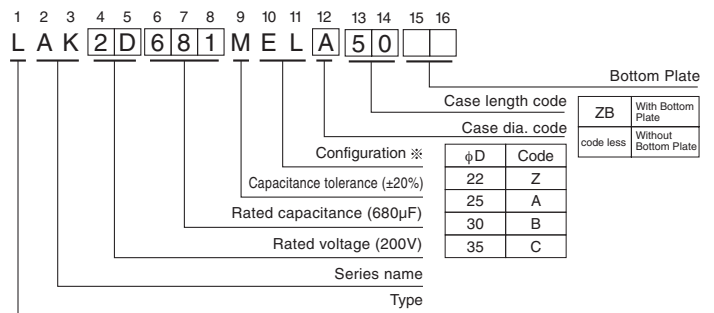 1 2 3 4 5 6 7 8 9 10 11 12 13 14 15 16
L A K 2 D 6 8 1 M E L A 5 0
Bottom Plate
Case length code
ZB With Bottom Plate
code less Without Bottom Plate
Case dia. code
Configuration ※
Capacitance tolerance (±20%)
Rated capacitance (680μF)
Rated voltage (200V)
Series name
Type
φD Code
22 Z
25 A
30 B
35 C